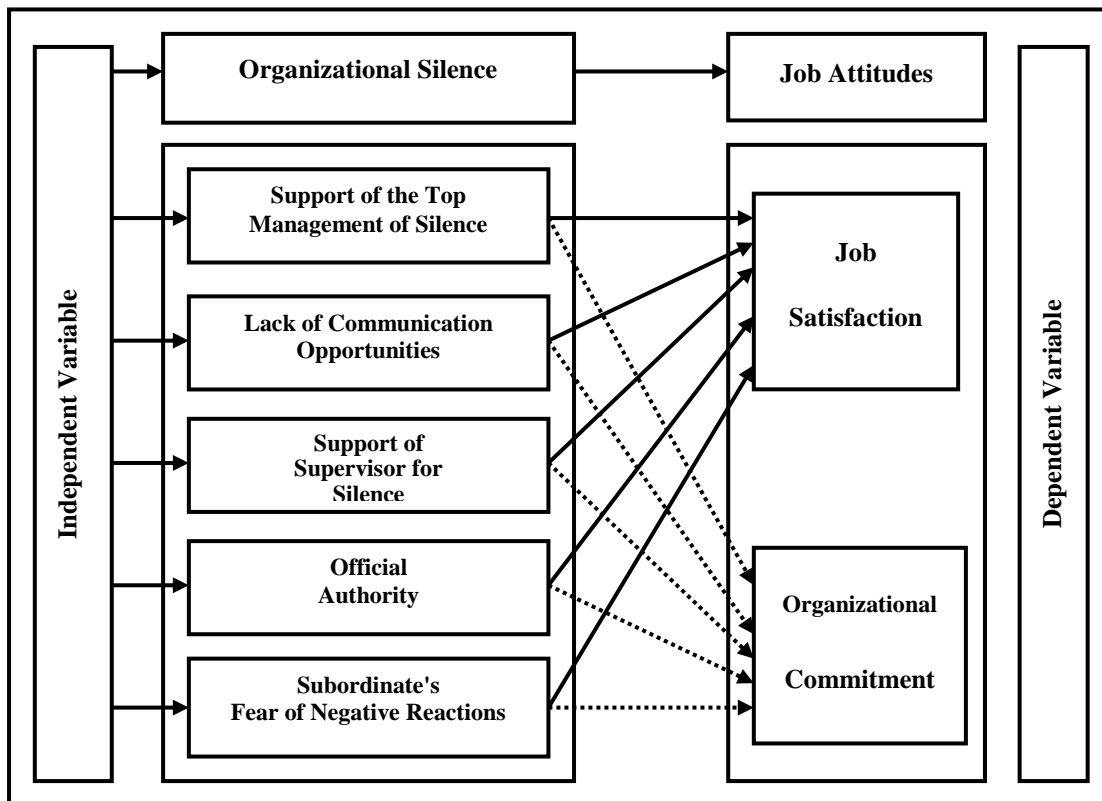 Independent Variable
Organizational Silence
Job Attitudes
Support of the Top
Management of Silence
Lack of Communication
Opportunities
Support of
Supervisor for
Silence
Official
Authority
Subordinate's
Fear of Negative Reactions
Job
Satisfaction
Organizational
Commitment
Dependent Variable